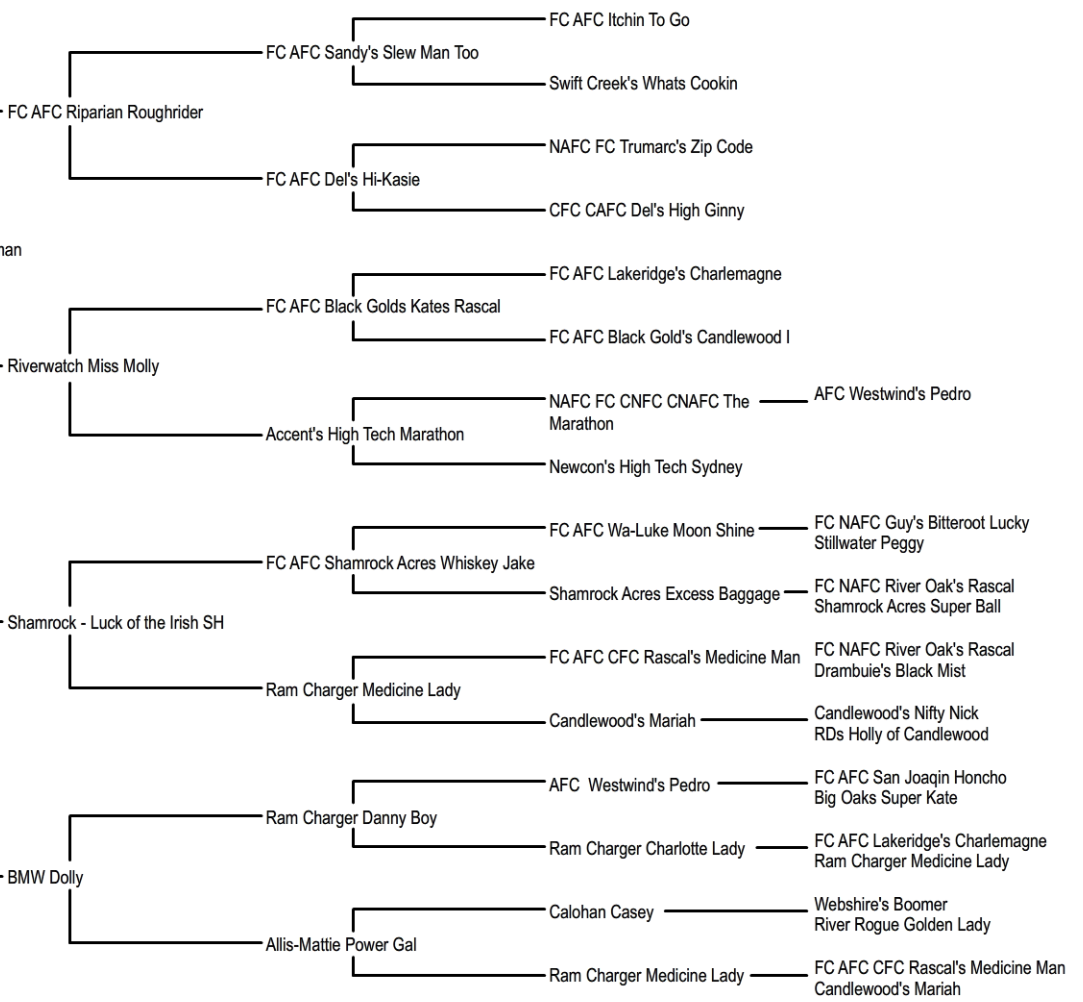 FC AFC Itchin To Go
FC AFC Sandy's Slew Man Too
Swift Creek's Whats Cookin
FC AFC Riparian Roughrider
NAFC FC Trumarc's Zip Code
FC AFC Del's Hi-Kasie
CFC CAFC Del's High Ginny
FC AFC Lakeridge's Charlemagne
FC AFC Black Golds Kates Rascal
FC AFC Black Gold's Candlewood I
Riverwatch Miss Molly
NAFC FC CNFC CNAFC The
Marathon
AFC Westwind's Pedro
Accent's High Tech Marathon
Newcon's High Tech Sydney
FC AFC Wa-Luke Moon Shine
FC NAFC Guy's Bitteroot Lucky
Stillwater Peggy
FC AFC Shamrock Acres Whiskey Jake
Shamrock Acres Excess Baggage
FC NAFC River Oak's Rascal
Shamrock Acres Super Ball
Shamrock - Luck of the Irish SH
FC AFC CFC Rascal's Medicine Man
FC NAFC River Oak's Rascal
Drambuie's Black Mist
Ram Charger Medicine Lady
Candlewood's Mariah
Candlewood's Nifty Nick
RDs Holly of Candlewood
AFC Westwind's Pedro
FC AFC San Joaqin Honcho
Big Oaks Super Kate
Ram Charger Danny Boy
Ram Charger Charlotte Lady
FC AFC Lakeridge's Charlemagne
Ram Charger Medicine Lady
BMW Dolly
Calohan Casey
Webshire's Boomer
River Rogue Golden Lady
Allis-Mattie Power Gal
Ram Charger Medicine Lady
FC AFC CFC Rascal's Medicine Man
Candlewood's Mariah